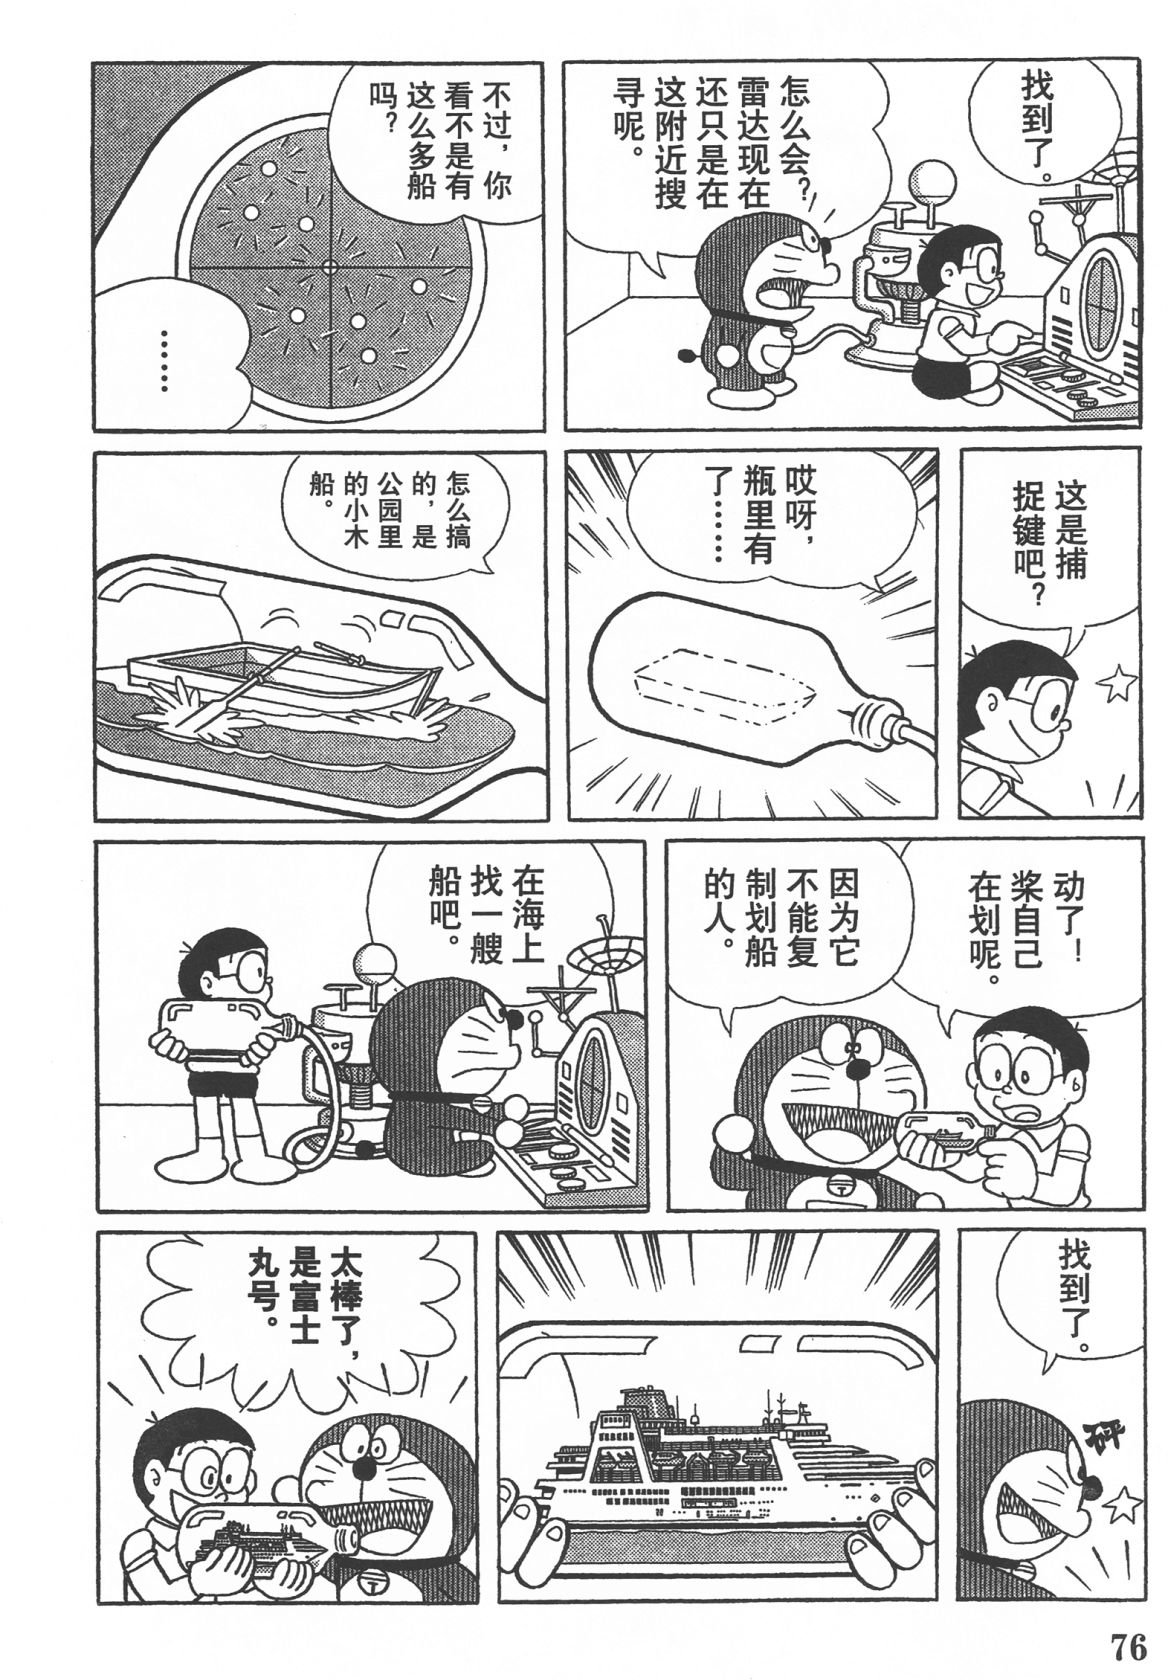 找到了。
怎么会?
雷达现在
还只是在
这附近搜
寻呢。
不过，你
看不是有
这么多船
吗?
……
这是捕
捉键吧?
哎呀，
瓶里有
了……
怎么搞
的，是
公园里
的小木
船。
动了!
桨自己
在划呢。
因为它
不能复
制划船
的人。
在海上
找一艘
船吧。
找到了。
砰
太棒了，
是富士
丸号。
76